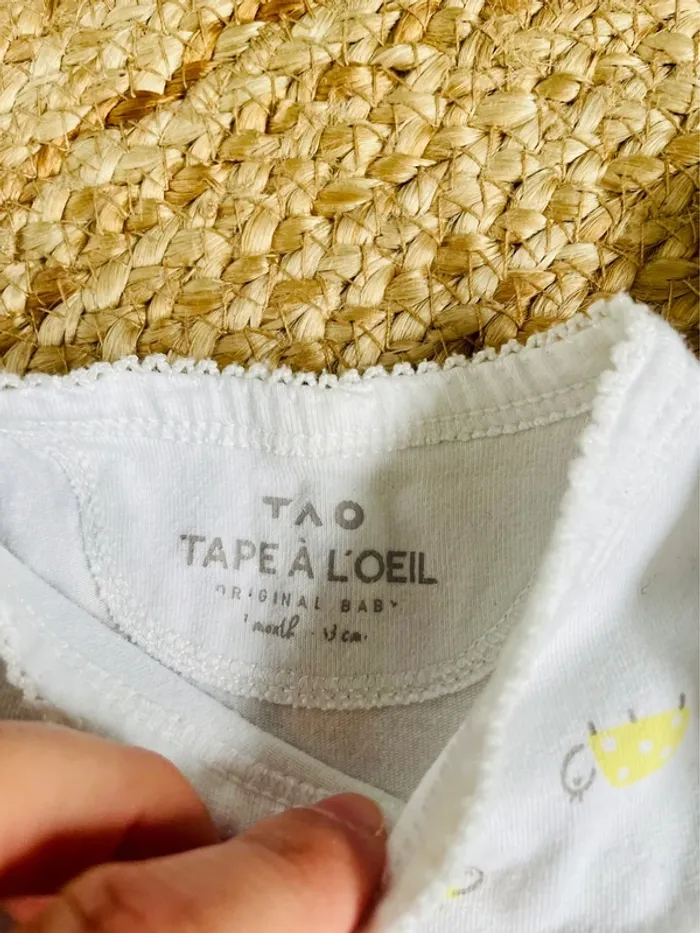 TAO
TAPE À L'OEIL
ORIGINAL BABY
1 month - 53 cm.